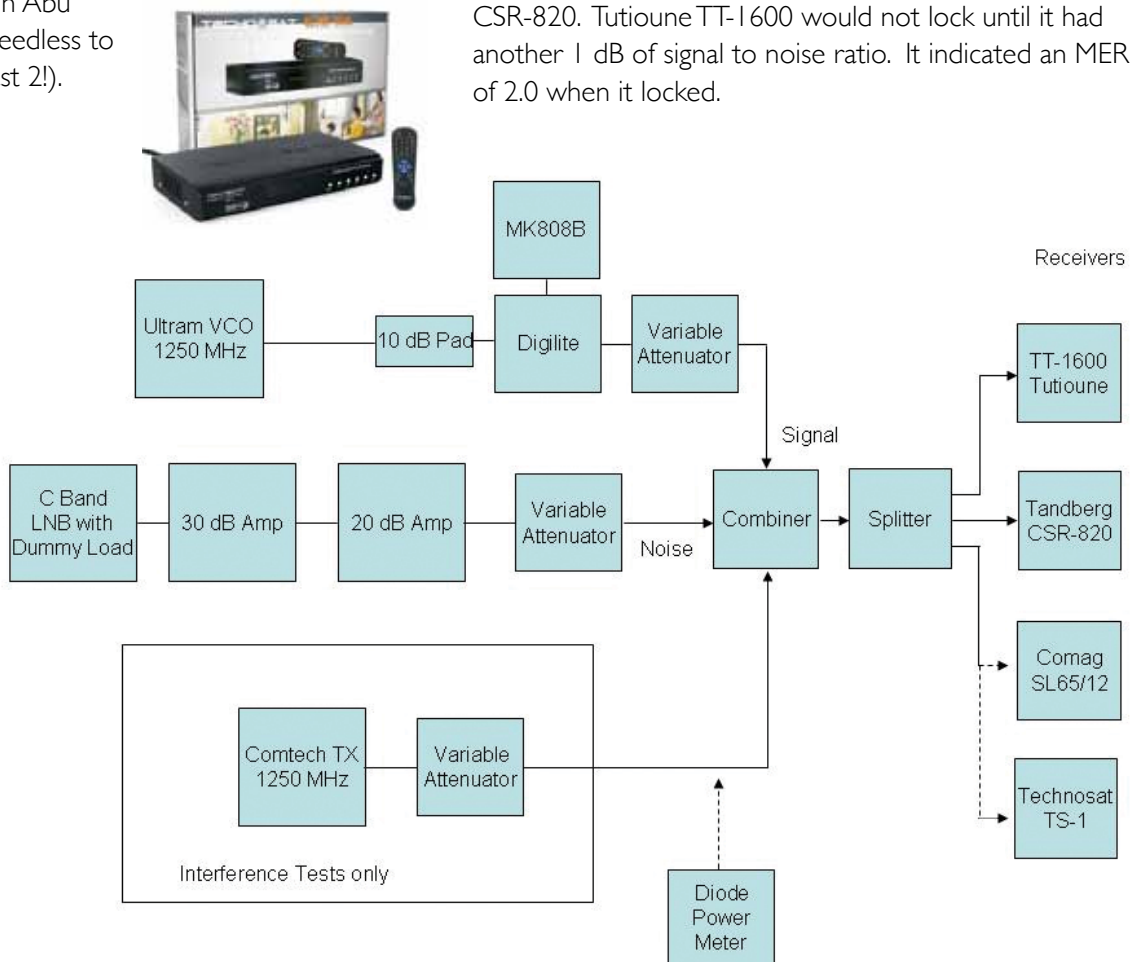 n Abu
eedless to
st 2!).
CSR-820. Tutioune TT-1600 would not lock until it had
another 1 dB of signal to noise ratio. It indicated an MER
of 2.0 when it locked.
MK808B
Receivers
Ultram VCO
1250 MHz
10 dB Pad
Digilite
Variable
Attenuator
TT-1600
Tutioune
Signal
C Band
LNB with
Dummy Load
30 dB Amp
20 dB Amp
Variable
Attenuator
Noise
Combiner
Splitter
Tandberg
CSR-820
Comag
SL65/12
Comtech TX
1250 MHz
Variable
Attenuator
Technosat
TS-1
Interference Tests only
Diode
Power
Meter